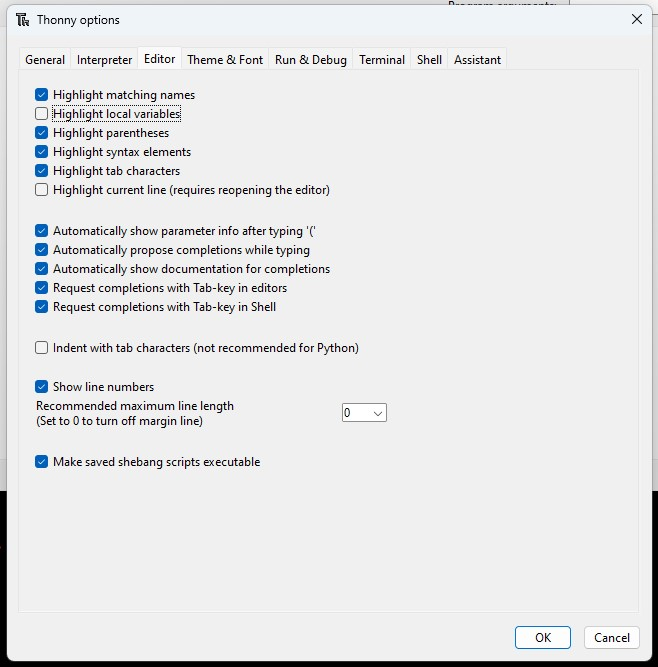 Program arguments:
Thonny options
General Interpreter Editor Theme & Font Run & Debug Terminal Shell Assistant
Highlight matching names
Highlight local variables
Highlight parentheses
Highlight syntax elements
Highlight tab characters
Highlight current line (requires reopening the editor)
Automatically show parameter info after typing '('
Automatically propose completions while typing
Automatically show documentation for completions
Request completions with Tab-key in editors
Request completions with Tab-key in Shell
Indent with tab characters (not recommended for Python)
Show line numbers
Recommended maximum line length
(Set to 0 to turn off margin line)
0
Make saved shebang scripts executable
OK Cancel